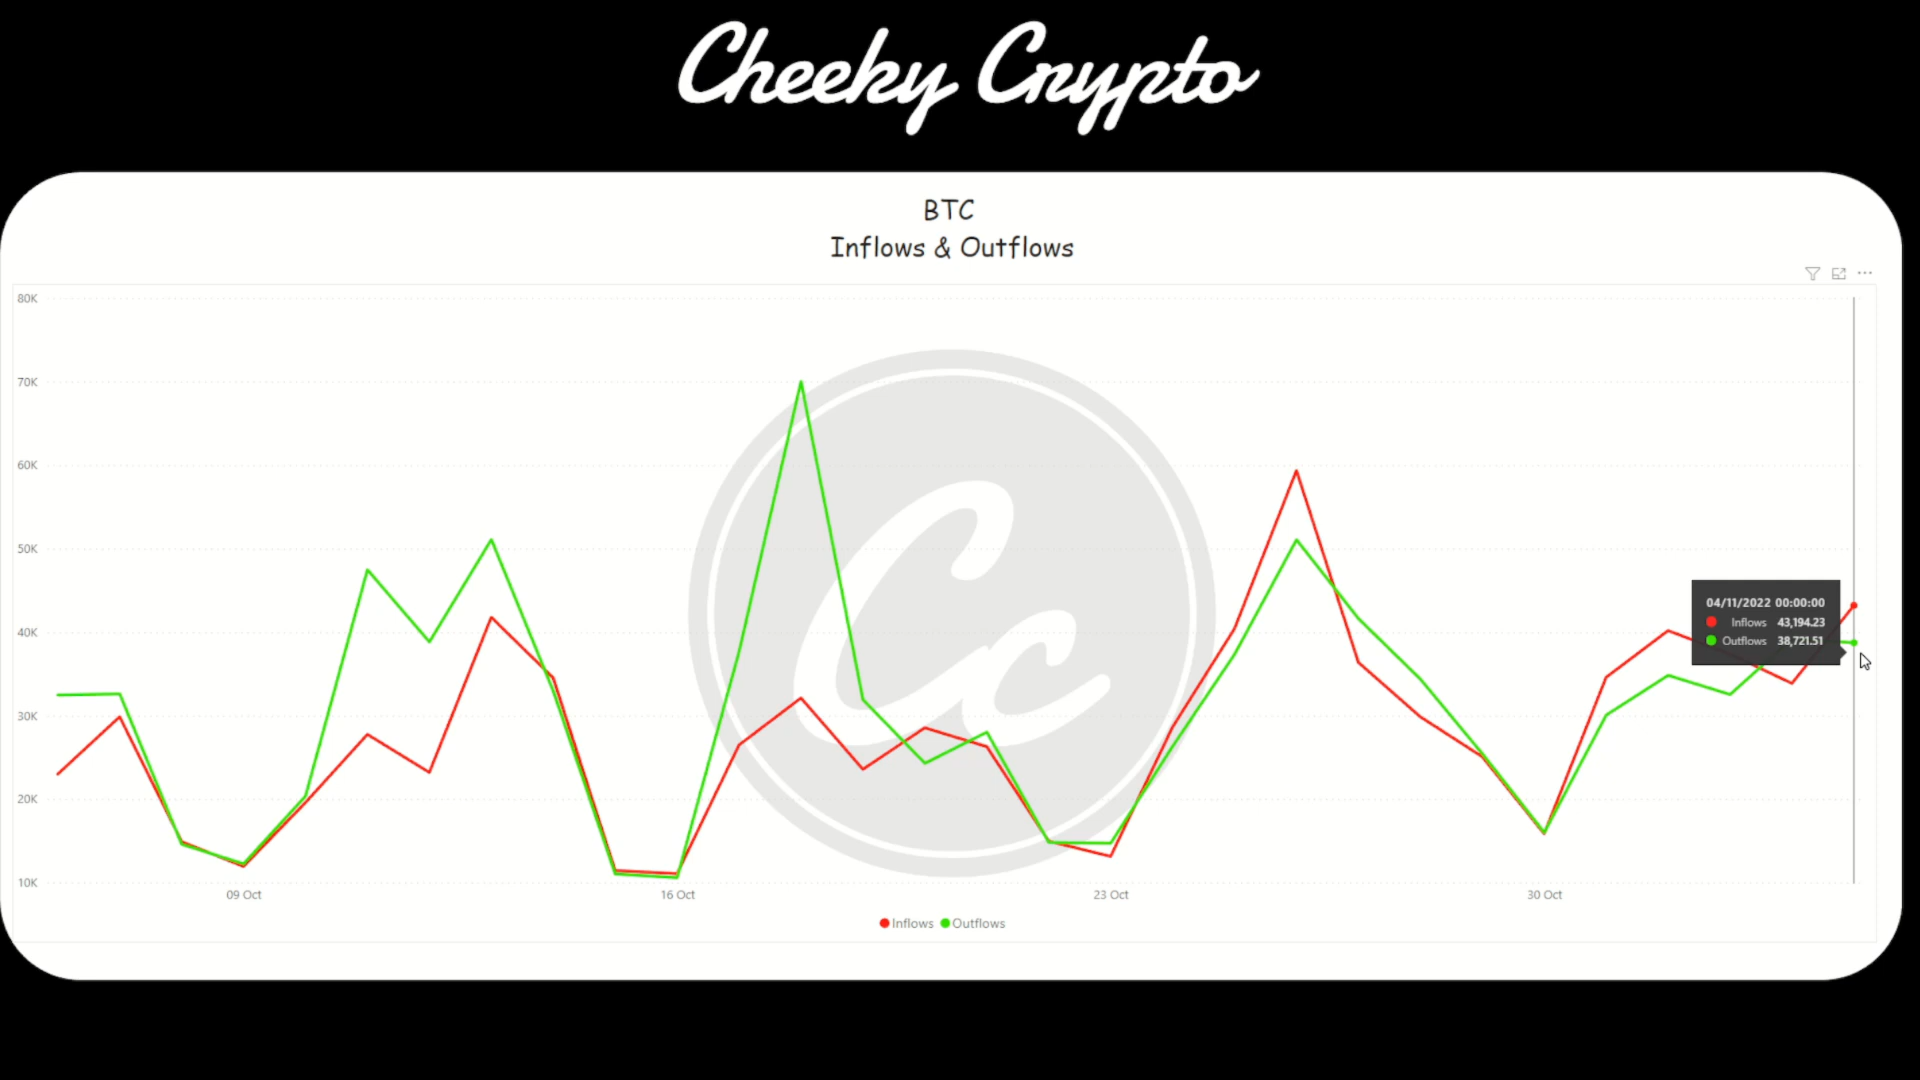 Cheeky Crypto
BTC
Inflows & Outflows
80K
70K
60K
50K
40K
30K
20K
10K
04/11/2022 00:00:00
Inflows 43,194.23
Outflows 38,721.51
Cc
09 Oct 16 Oct 23 Oct 30 Oct
Inflows Outflows